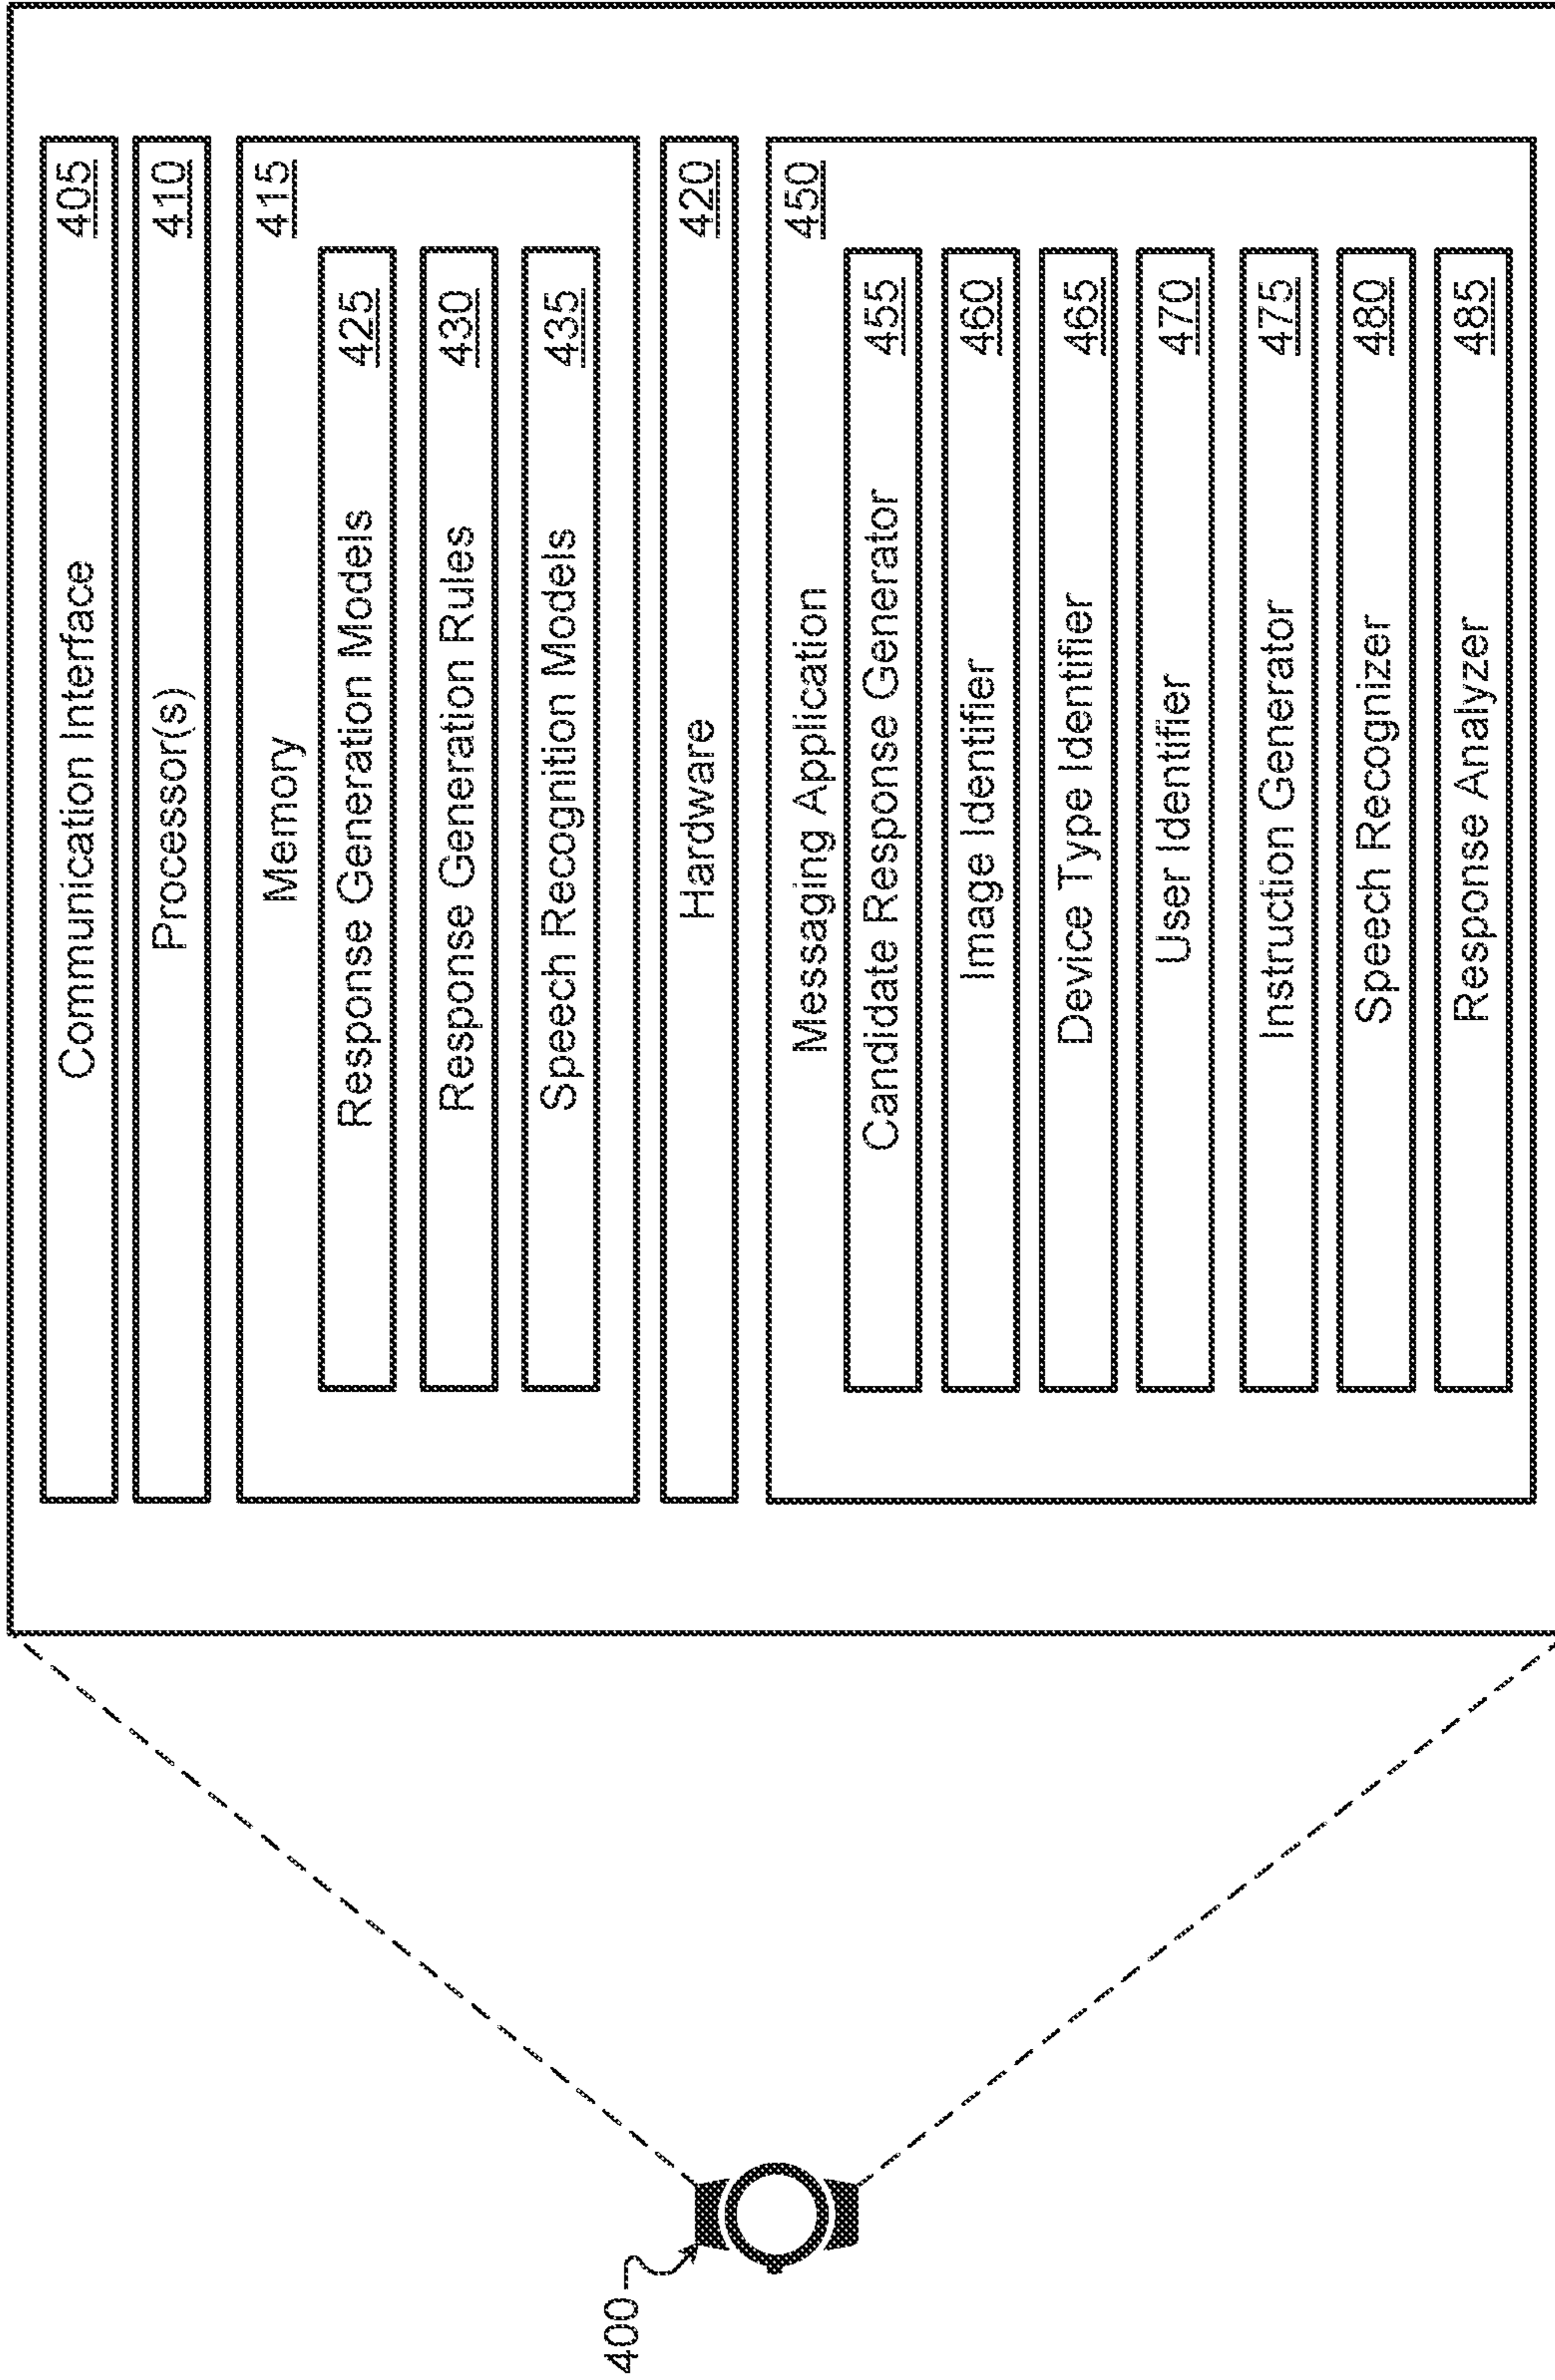 400
Communication Interface 405
Processor(s) 410
Memory 415
Response Generation Models 425
Response Generation Rules 430
Speech Recognition Models 435
Hardware 420
Messaging Application 450
Candidate Response Generator 455
Image Identifier 460
Device Type Identifier 465
User Identifier 470
Instruction Generator 475
Speech Recognizer 480
Response Analyzer 485